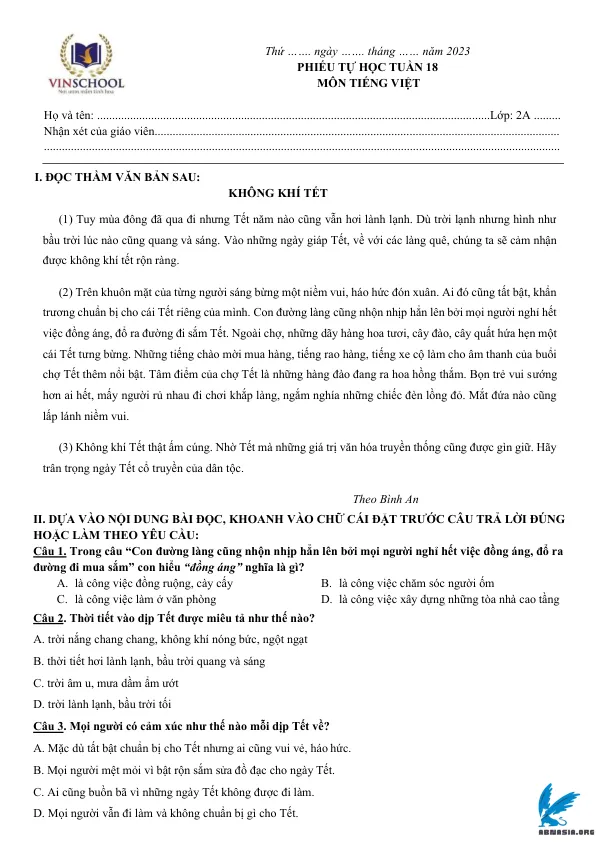 VINSCHOOL
Nơi ươm mầm tinh hoa
Thứ ……. ngày ……. tháng …… năm 2023
PHIẾU TỰ HỌC TUẦN 18
MÔN TIẾNG VIỆT
Họ và tên: ....................................................................................................................................Lớp: 2A .........
Nhận xét của giáo viên.......................................................................................................................................
............................................................................................................................................................................
I. ĐỌC THẦM VĂN BẢN SAU:
KHÔNG KHÍ TẾT
(1) Tuy mùa đông đã qua đi nhưng Tết năm nào cũng vẫn hơi lành lạnh. Dù trời lạnh nhưng hình như
bầu trời lúc nào cũng quang và sáng. Vào những ngày giáp Tết, về với các làng quê, chúng ta sẽ cảm nhận
được không khí tết rộn ràng.
(2) Trên khuôn mặt của từng người sáng bừng một niềm vui, háo hức đón xuân. Ai đó cũng tất bật, khẩn
trương chuẩn bị cho cái Tết riêng của mình. Con đường làng cũng nhộn nhịp hẳn lên bởi mọi người nghỉ hết
việc đồng áng, đổ ra đường đi sắm Tết. Ngoài chợ, những dãy hàng hoa tươi, cây đào, cây quất hứa hẹn một
cái Tết tưng bừng. Những tiếng chào mời mua hàng, tiếng rao hàng, tiếng xe cộ làm cho âm thanh của buổi
chợ Tết thêm nổi bật. Tâm điểm của chợ Tết là những hàng đào đang ra hoa hồng thắm. Bọn trẻ vui sướng
hơn ai hết, mấy người rủ nhau đi chơi khắp làng, ngắm nghía những chiếc đèn lồng đỏ. Mắt đứa nào cũng
lấp lánh niềm vui.
(3) Không khí Tết thật ấm cúng. Nhờ Tết mà những giá trị văn hóa truyền thống cũng được gìn giữ. Hãy
trân trọng ngày Tết cổ truyền của dân tộc.
Theo Bình An
II. DỰA VÀO NỘI DUNG BÀI ĐỌC, KHOANH VÀO CHỮ CÁI ĐẶT TRƯỚC CÂU TRẢ LỜI ĐÚNG
HOẶC LÀM THEO YÊU CẦU:
Câu 1. Trong câu “Con đường làng cũng nhộn nhịp hẳn lên bởi mọi người nghỉ hết việc đồng áng, đổ ra
đường đi mua sắm” con hiểu “đồng áng” nghĩa là gì?
A. là công việc đồng ruộng, cày cấy B. là công việc chăm sóc người ốm
C. là công việc làm ở văn phòng D. là công việc xây dựng những tòa nhà cao tầng
Câu 2. Thời tiết vào dịp Tết được miêu tả như thế nào?
A. trời nắng chang chang, không khí nóng bức, ngột ngạt
B. thời tiết hơi lành lạnh, bầu trời quang và sáng
C. trời âm u, mưa dầm ẩm ướt
D. trời lành lạnh, bầu trời tối
Câu 3. Mọi người có cảm xúc như thế nào mỗi dịp Tết về?
A. Mặc dù tất bật chuẩn bị cho Tết nhưng ai cũng vui vẻ, háo hức.
B. Mọi người mệt mỏi vì bận rộn sắm sửa đồ đạc cho ngày Tết.
C. Ai cũng buồn bã vì những ngày Tết không được đi làm.
D. Mọi người vẫn đi làm và không chuẩn bị gì cho Tết.
ABNASIA.ORG